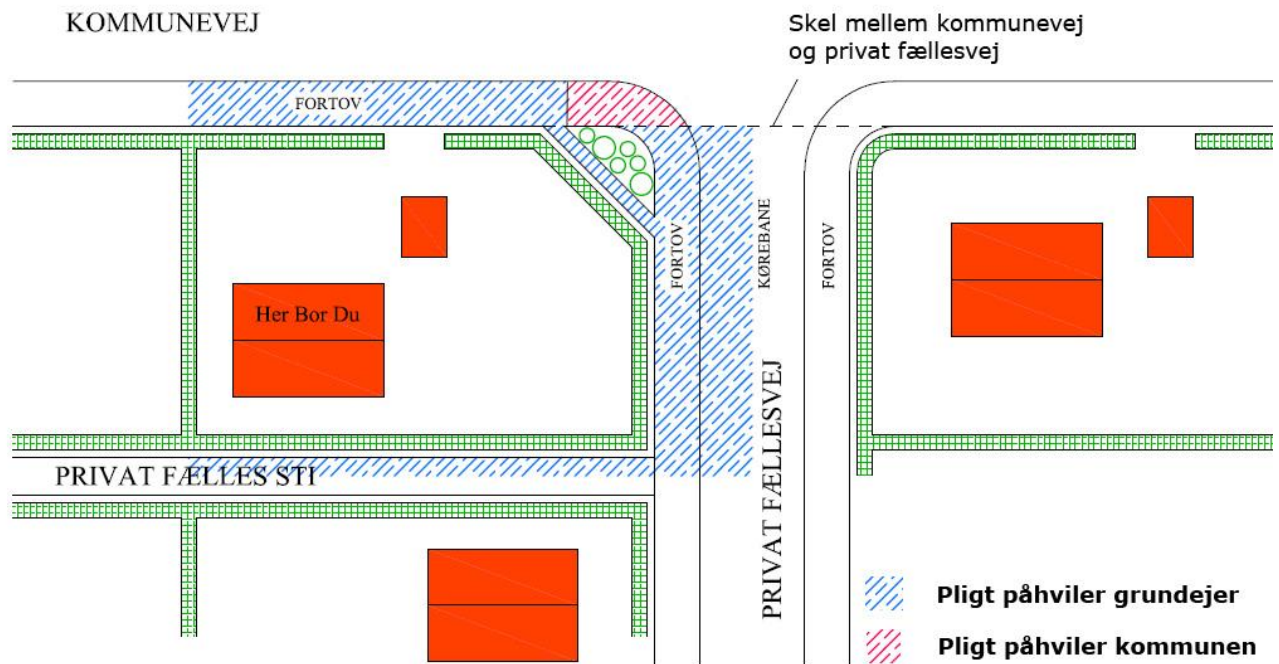 KOMMUNEVEJ
Skel mellem kommunevej
og privat fællesvej
FORTOV
FORTOV
KØREBANE
FORTOV
Her Bor Du
PRIVAT FÆLLESVEJ
PRIVAT FÆLLES STI
Pligt påhviler grundejer
Pligt påhviler kommunen